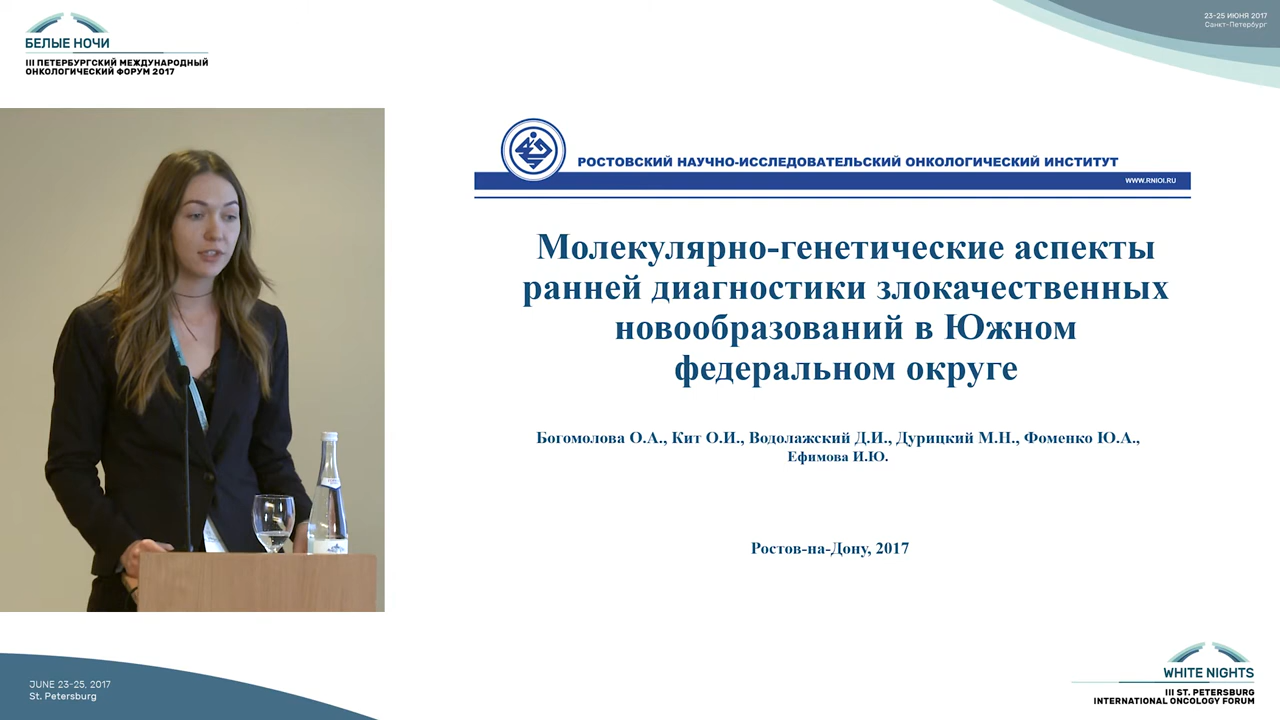 БЕЛЫЕ НОЧИ
III ПЕТЕРБУРГСКИЙ МЕЖДУНАРОДНЫЙ
ОНКОЛОГИЧЕСКИЙ ФОРУМ 2017
23-25 ИЮНЯ 2017
Санкт-Петербург
РОСТОВСКИЙ НАУЧНО-ИССЛЕДОВАТЕЛЬСКИЙ ОНКОЛОГИЧЕСКИЙ ИНСТИТУТ
WWW.RNIOI.RU
Молекулярно-генетические аспекты
ранней диагностики злокачественных
новообразований в Южном
федеральном округе
Богомолова О.А., Кит О.И., Водолажский Д.И., Дурицкий М.Н., Фоменко Ю.А.,
Ефимова И.Ю.
Ростов-на-Дону, 2017
JUNE 23-25, 2017
St. Petersburg
WHITE NIGHTS
III ST. PETERSBURG
INTERNATIONAL ONCOLOGY FORUM